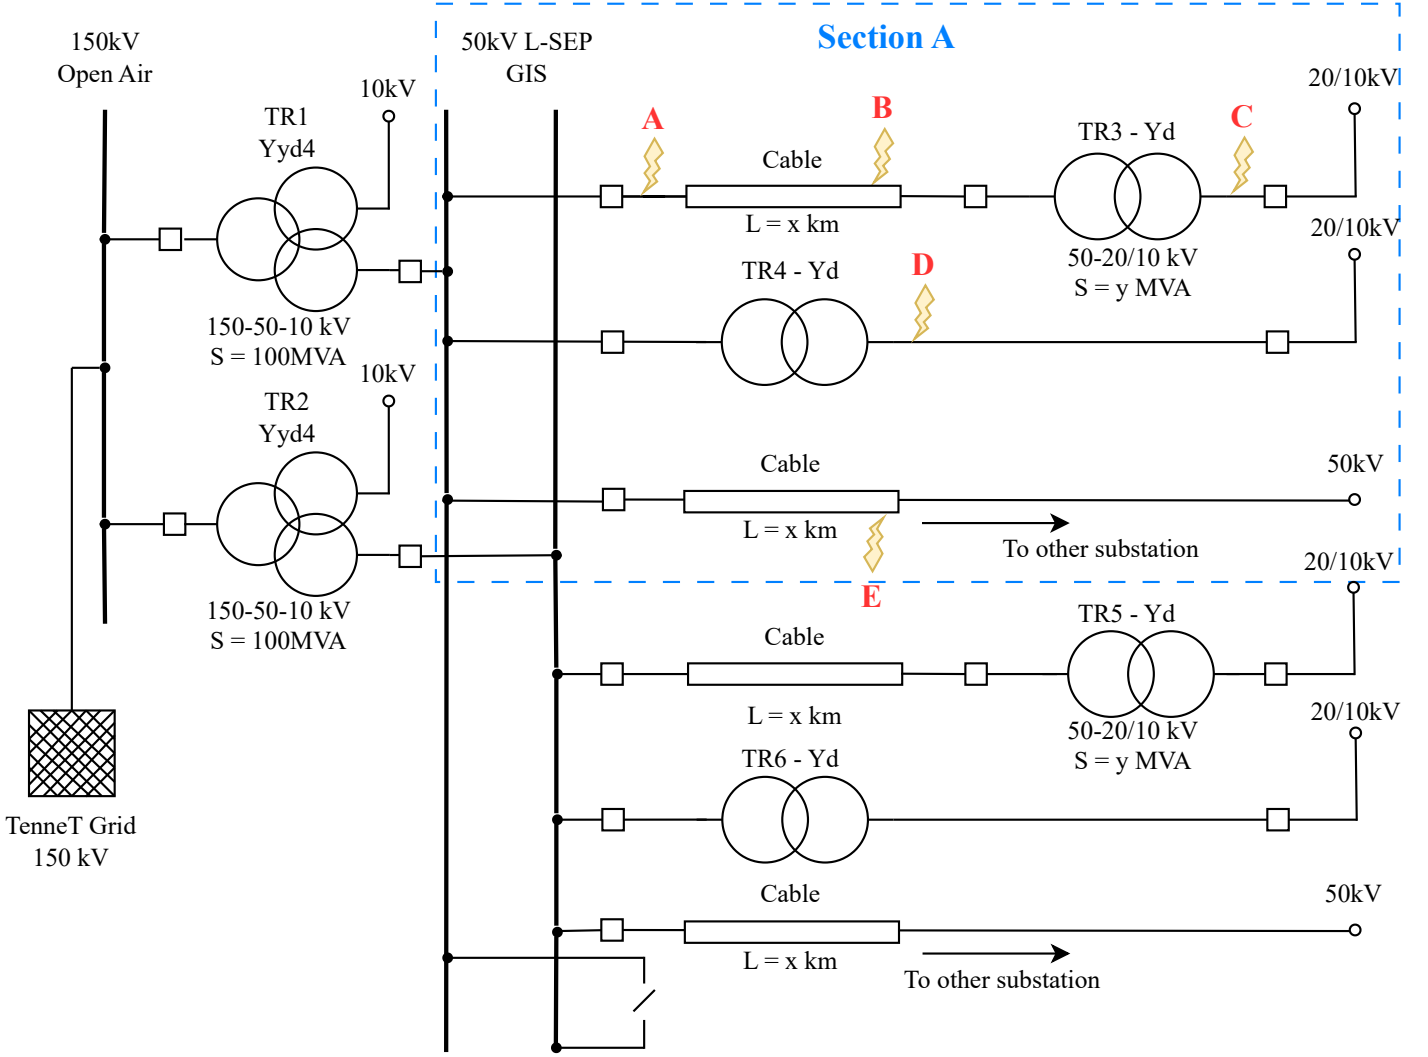 150kV
Open Air
50kV L-SEP
GIS
Section A
10kV
TR1
Yyd4
150-50-10 kV
S = 100MVA
A
B
C
Cable
L = x km
TR3 - Yd
50-20/10 kV
S = y MVA
20/10kV
20/10kV
TR4 - Yd
D
10kV
TR2
Yyd4
150-50-10 kV
S = 100MVA
Cable
L = x km
E
50kV
To other substation
20/10kV
Cable
L = x km
TR5 - Yd
50-20/10 kV
S = y MVA
20/10kV
TR6 - Yd
TenneT Grid
150 kV
Cable
L = x km
50kV
To other substation